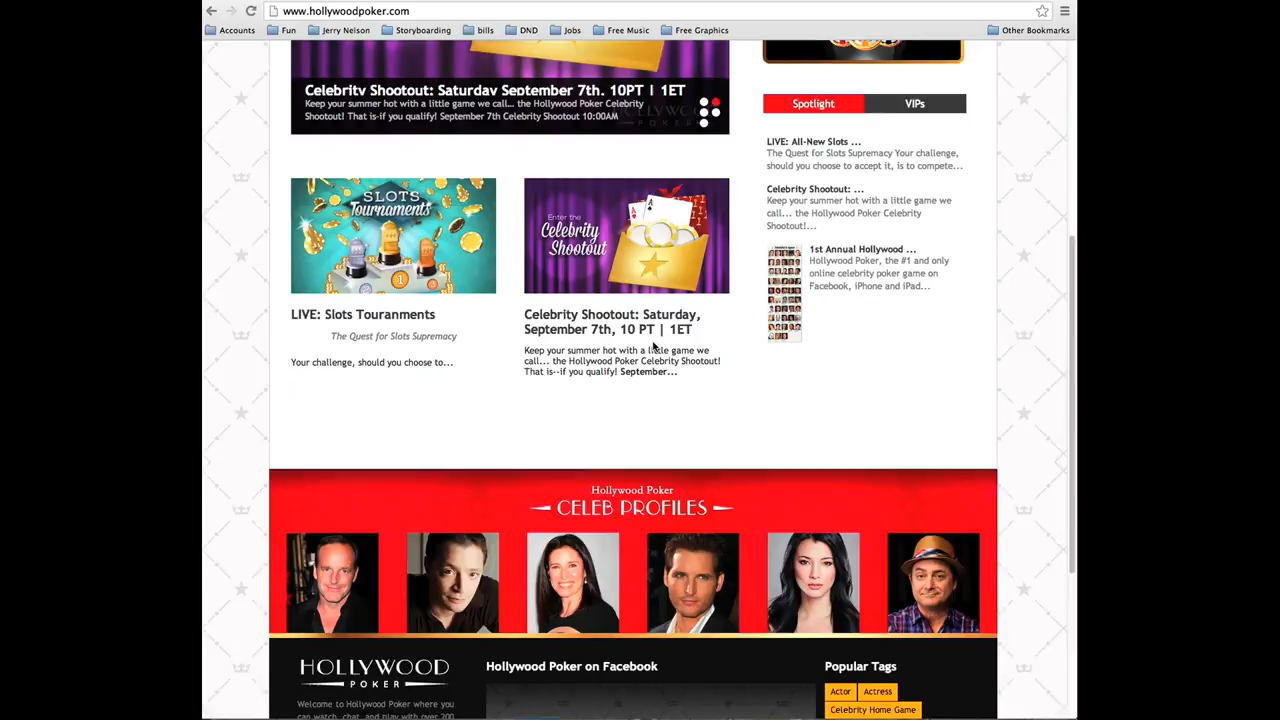 www.hollywoodpoker.com
Accounts Fun Jerry Nelson Storyboarding bills DND Jobs Free Music Free Graphics Other Bookmarks
Celebrity Shootout: Saturday September 7th, 10PT | 1ET
Keep your summer hot with a little game we call... the Hollywood Poker Celebrity
Shootout! That is-if you qualify! September 7th Celebrity Shootout 10:00AM
HOLLYWOOD
POKER
Spotlight VIPs
LIVE: All-New Slots ...
The Quest for Slots Supremacy Your challenge,
should you choose to accept it, is to compete...
Celebrity Shootout: ...
Keep your summer hot with a little game we
call... the Hollywood Poker Celebrity
Shootout!...
1st Annual Hollywood ...
Hollywood Poker, the #1 and only
online celebrity poker game on
Facebook, iPhone and iPad...
SLOTS
Tournaments
1
2
Enter the
Celebrity
Shootout
A
A
LIVE: Slots Touranments
The Quest for Slots Supremacy
Your challenge, should you choose to...
Celebrity Shootout: Saturday,
September 7th, 10 PT | 1ET
Keep your summer hot with a little game we
call... the Hollywood Poker Celebrity Shootout!
That is--if you qualify! September...
Hollywood Poker
CELEB PROFILES
HOLLYWOOD
POKER
Welcome to Hollywood Poker where you
can watch, chat, and play with over 200
Hollywood Poker on Facebook
Popular Tags
Actor Actress
Celebrity Home Game